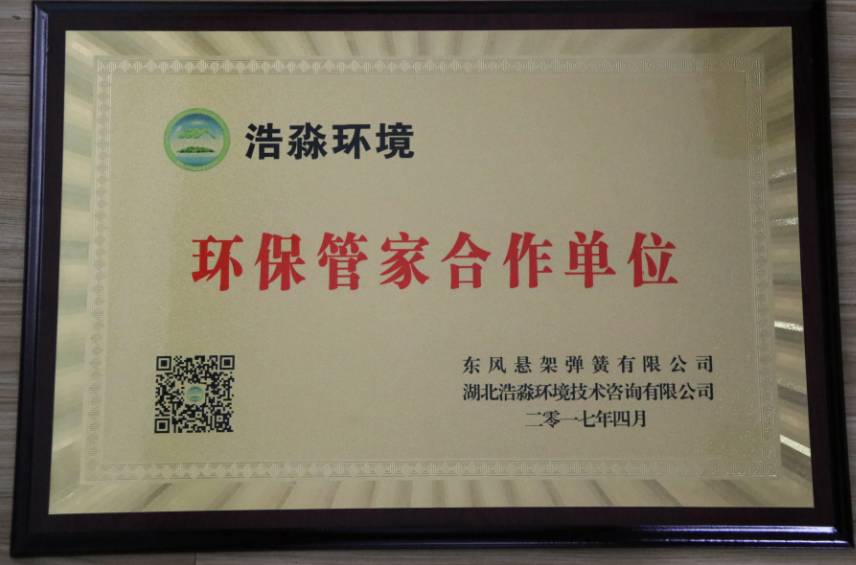 浩淼环境
环保管家合作单位
东风悬架弹簧有限公司
湖北浩淼环境技术咨询有限公司
二零一七年四月